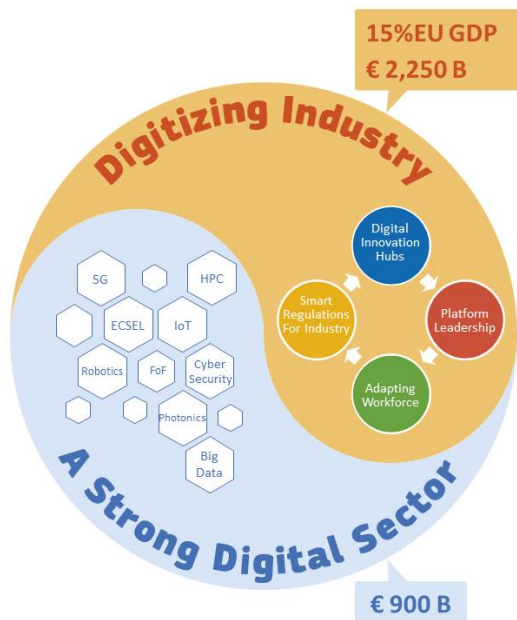 15%EU GDP
€ 2,250 B
Digitizing Industry
5G
HPC
ECSEL
IoT
Robotics
FoF
Cyber
Security
Photonics
Big
Data
Digital
Innovation
Hubs
Smart
Regulations
For Industry
Platform
Leadership
Adapting
Workforce
A Strong Digital Sector
€ 900 B